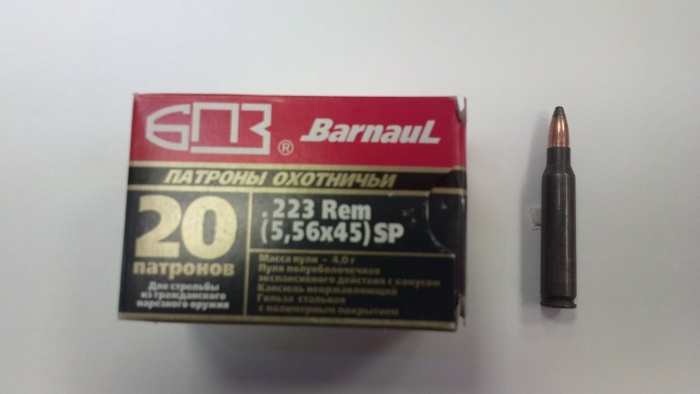 БПЗ ® Barnaul
ПАТРОНЫ ОХОТНИЧЬИ
20
патронов
Для стрельбы
из гражданского
нарезного оружия
.223 Rem
(5,56х45) SP
Масса пули - 4,0 г
Пуля полуоболочечная
экспансивного действия с конусом
Капсюль неоржавляющий
Гильза стальная
с полимерным покрытием